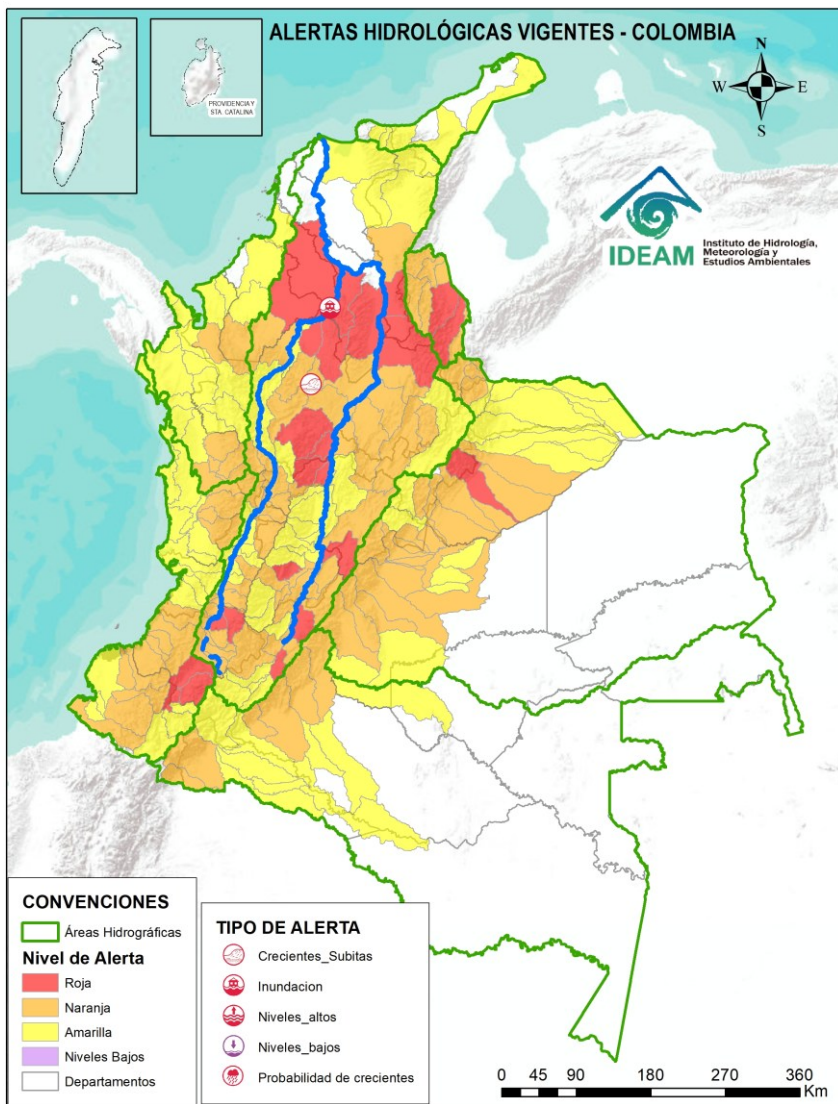 ALERTAS HIDROLÓGICAS VIGENTES - COLOMBIA
PROVIDENCIA Y
STA. CATALINA
N
W
E
S
IDEAM
Instituto de Hidrología,
Meteorología y
Estudios Ambientales
CONVENCIONES
Áreas Hidrográficas
Nivel de Alerta
Roja
Naranja
Amarilla
Niveles Bajos
Departamentos
TIPO DE ALERTA
Crecientes_Subitas
Inundacion
Niveles_altos
Niveles_bajos
Probabilidad de crecientes
0 45 90 180 270 360
Km